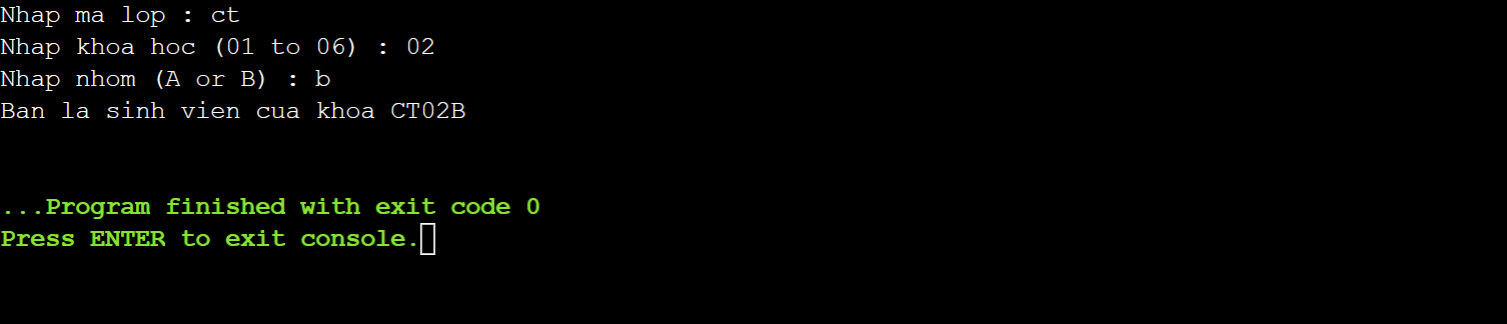 Nhap ma lop : ct
Nhap khoa hoc (01 to 06) : 02
Nhap nhom (A or B) : b
Ban la sinh vien cua khoa CT02B
...Program finished with exit code 0
Press ENTER to exit console.